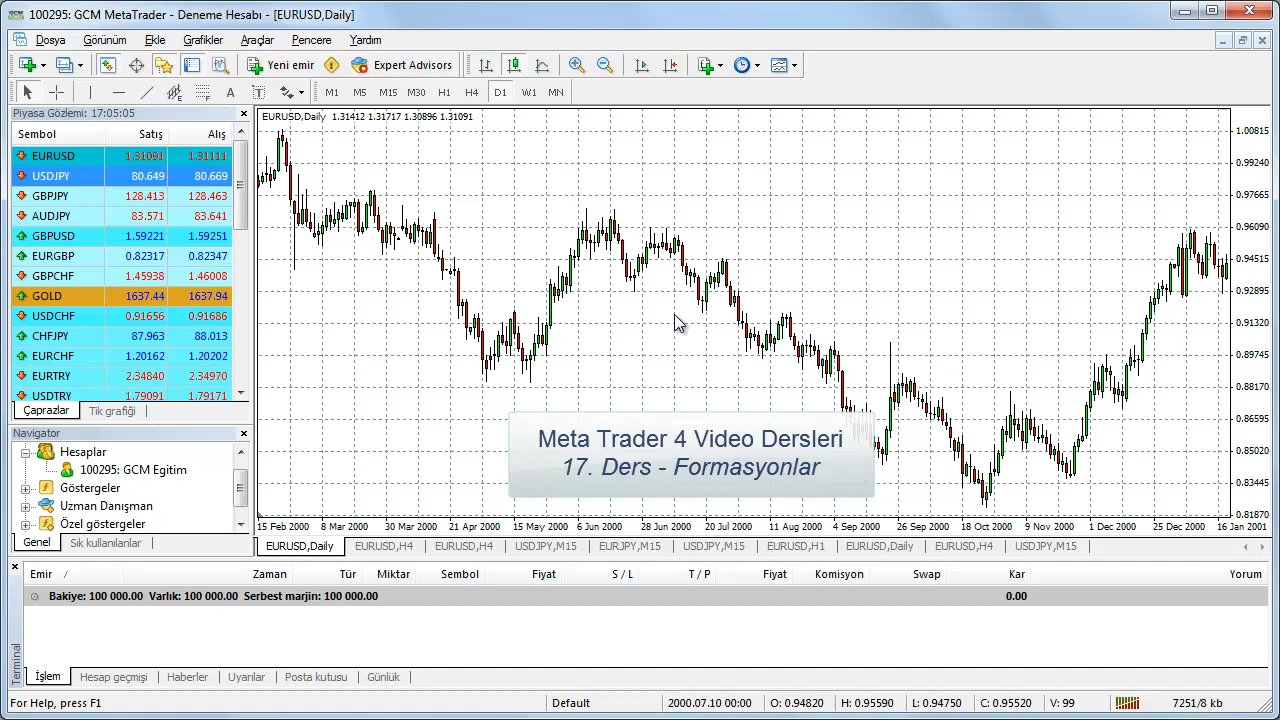 100295: GCM MetaTrader - Deneme Hesabı - [EURUSD,Daily]
Dosya Görünüm Ekle Grafikler Araçlar Pencere Yardım
Yeni emir Expert Advisors
A T M1 M5 M15 M30 H1 H4 D1 W1 MN
Piyasa Gözlemi: 17:05:05
Sembol Satış Alış
EURUSD 1.31091 1.31111
USDJPY 80.649 80.669
GBPJPY 128.413 128.463
AUDJPY 83.571 83.641
GBPUSD 1.59221 1.59251
EURGBP 0.82317 0.82347
GBPCHF 1.45938 1.46008
GOLD 1637.44 1637.94
USDCHF 0.91656 0.91686
CHFJPY 87.963 88.013
EURCHF 1.20162 1.20202
EURTRY 2.34840 2.34970
USDTRY 1.79091 1.79171
Çaprazlar Tik grafiği
Navigator
Hesaplar
100295: GCM Egitim
Göstergeler
Uzman Danışman
Özel göstergeler
Genel Sık kullanılanlar
EURUSD,Daily 1.31412 1.31717 1.30896 1.31091
1.00815
0.99240
0.97665
0.96090
0.94515
0.92895
0.91320
0.89745
0.88170
0.86595
0.85020
0.83445
0.81870
Meta Trader 4 Video Dersleri
17. Ders - Formasyonlar
15 Feb 2000 8 Mar 2000 30 Mar 2000 21 Apr 2000 15 May 2000 6 Jun 2000 28 Jun 2000 20 Jul 2000 11 Aug 2000 4 Sep 2000 26 Sep 2000 18 Oct 2000 9 Nov 2000 1 Dec 2000 25 Dec 2000 16 Jan 2001
EURUSD,Daily EURUSD,H4 EURUSD,H4 USDJPY,M15 EURJPY,M15 USDJPY,M15 EURUSD,H1 EURUSD,Daily EURUSD,H4 USDJPY,M15
Emir / Zaman Tür Miktar Sembol Fiyat S / L T / P Fiyat Komisyon Swap Kar Yorum
Bakiye: 100 000.00 Varlık: 100 000.00 Serbest marjin: 100 000.00 0.00
Terminal
İşlem Hesap geçmişi Haberler Uyarılar Posta kutusu Günlük
For Help, press F1 Default 2000.07.10 00:00 O: 0.94820 H: 0.95590 L: 0.94750 C: 0.95520 V: 99 7251/8 kb